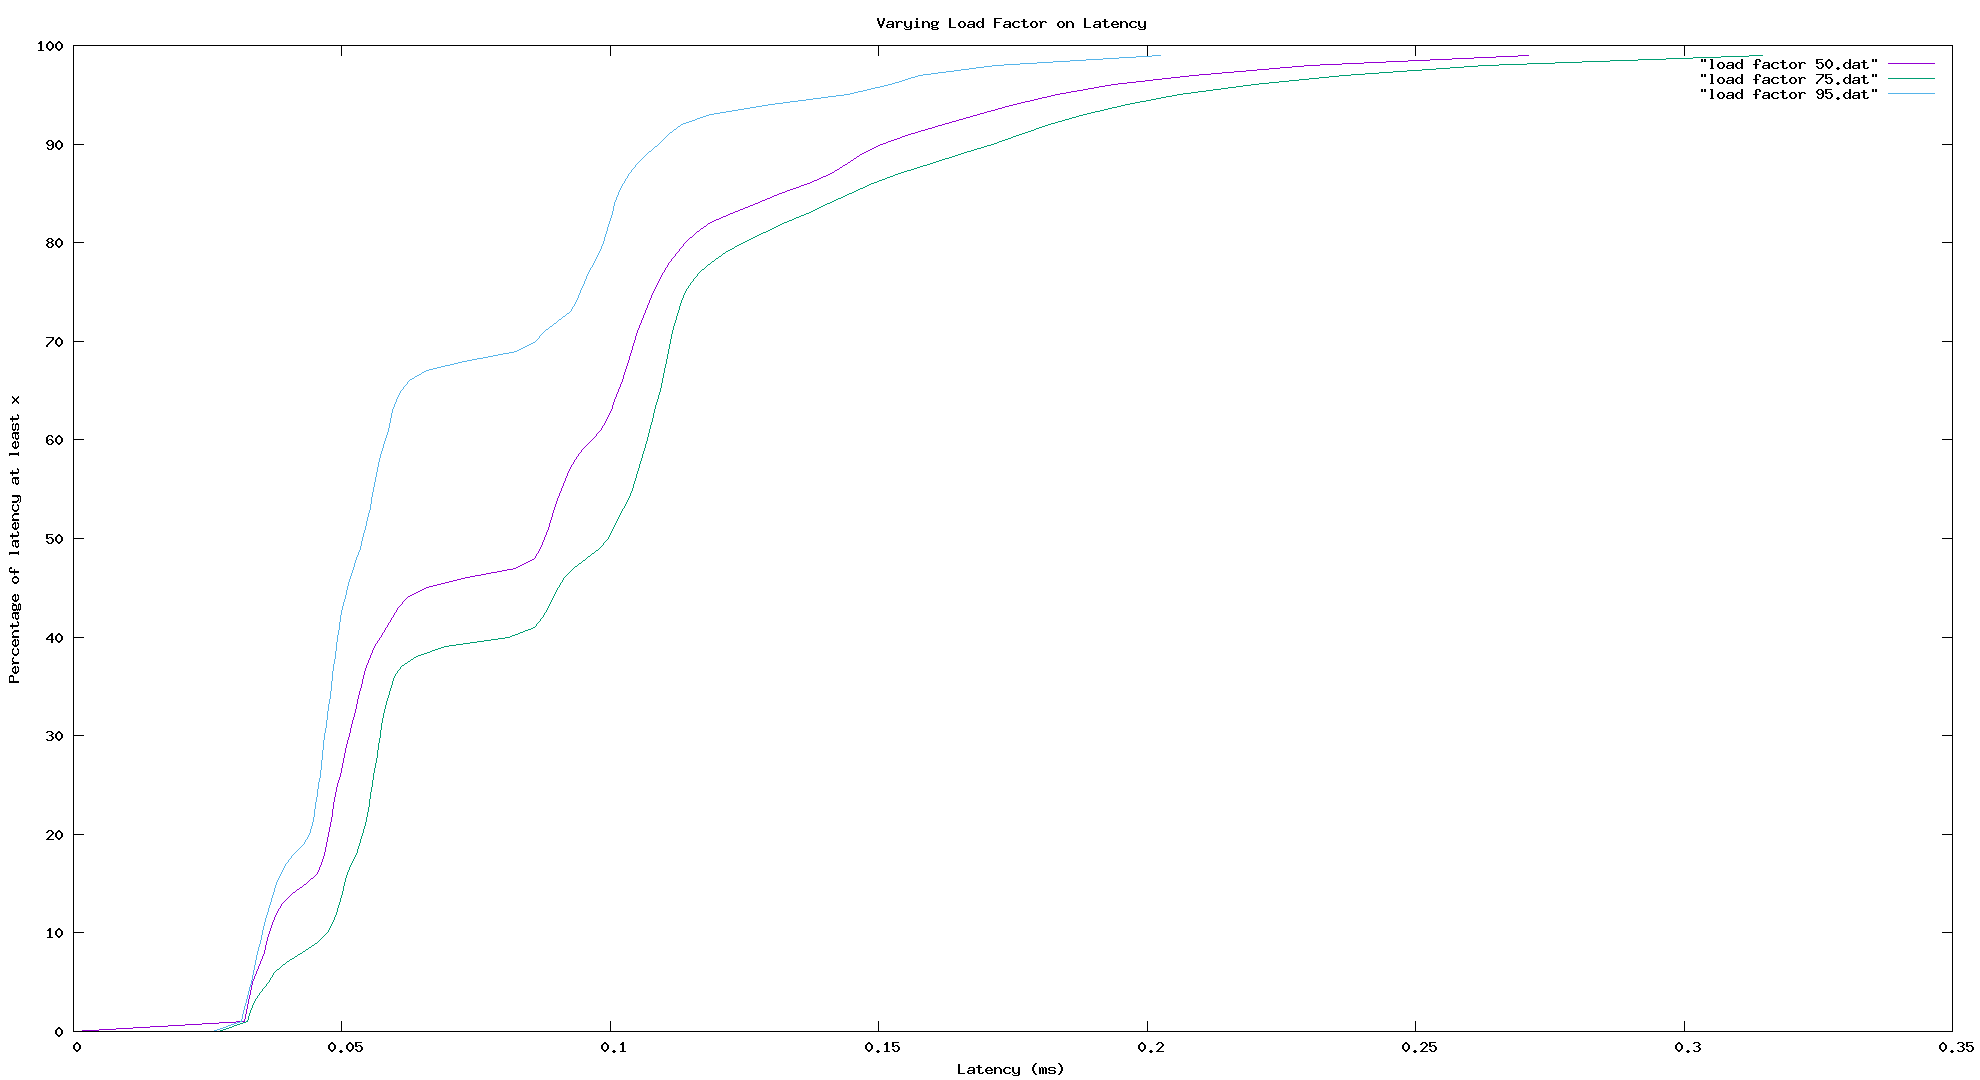 Varying Load Factor on Latency
100
90
80
70
60
50
40
30
20
10
0
Percentage of latency at least x
"load factor 50.dat"
"load factor 75.dat"
"load factor 95.dat"
0 0.05 0.1 0.15 0.2 0.25 0.3 0.35
Latency (ms)